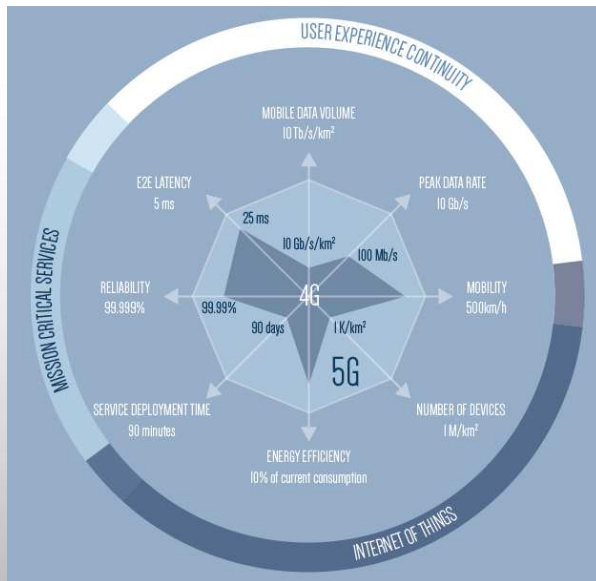 USER EXPERIENCE CONTINUITY
MOBILE DATA VOLUME
10 Tb/s/km²
E2E LATENCY
5 ms
PEAK DATA RATE
10 Gb/s
25 ms
10 Gb/s/km²
100 Mb/s
RELIABILITY
99.999%
99.99%
4G
MOBILITY
500km/h
MISSION CRITICAL SERVICES
90 days
1 K/km²
5G
SERVICE DEPLOYMENT TIME
90 minutes
NUMBER OF DEVICES
1 M/km²
ENERGY EFFICIENCY
10% of current consumption
INTERNET OF THINGS